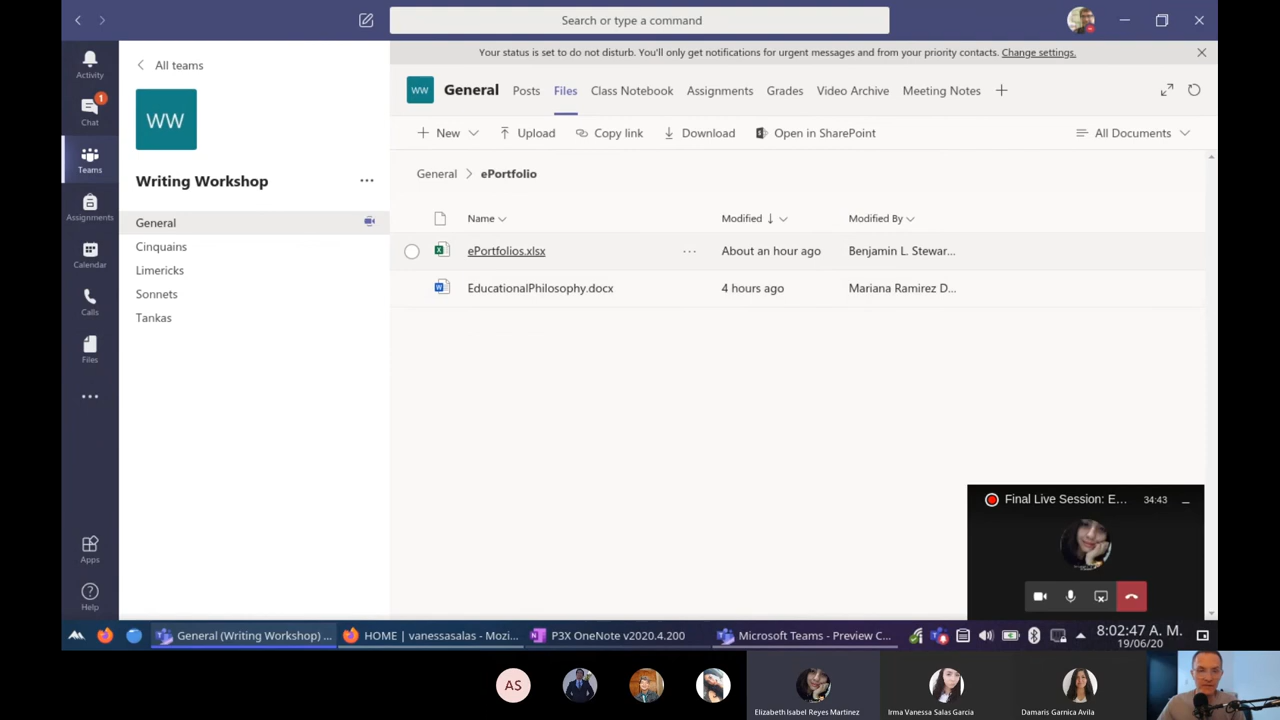 Search or type a command
Activity
Chat
1
Teams
Assignments
Calendar
Calls
Files
Apps
Help
All teams
WW
Writing Workshop
General
Cinquains
Limericks
Sonnets
Tankas
Your status is set to do not disturb. You'll only get notifications for urgent messages and from your priority contacts. Change settings.
WW General Posts Files Class Notebook Assignments Grades Video Archive Meeting Notes
New Upload Copy link Download Open in SharePoint All Documents
General > ePortfolio
Name Modified Modified By
ePortfolios.xlsx ... About an hour ago Benjamin L. Stewar...
EducationalPhilosophy.docx 4 hours ago Mariana Ramirez D...
Final Live Session: E... 34:43
General (Writing Workshop) ... HOME | vanessasalas - Mozi... P3X OneNote v2020.4.200 Microsoft Teams - Preview C... 8:02:47 A. M.
19/06/20
AS
Elizabeth Isabel Reyes Martinez Irma Vanessa Salas Garcia Damaris Garnica Avila